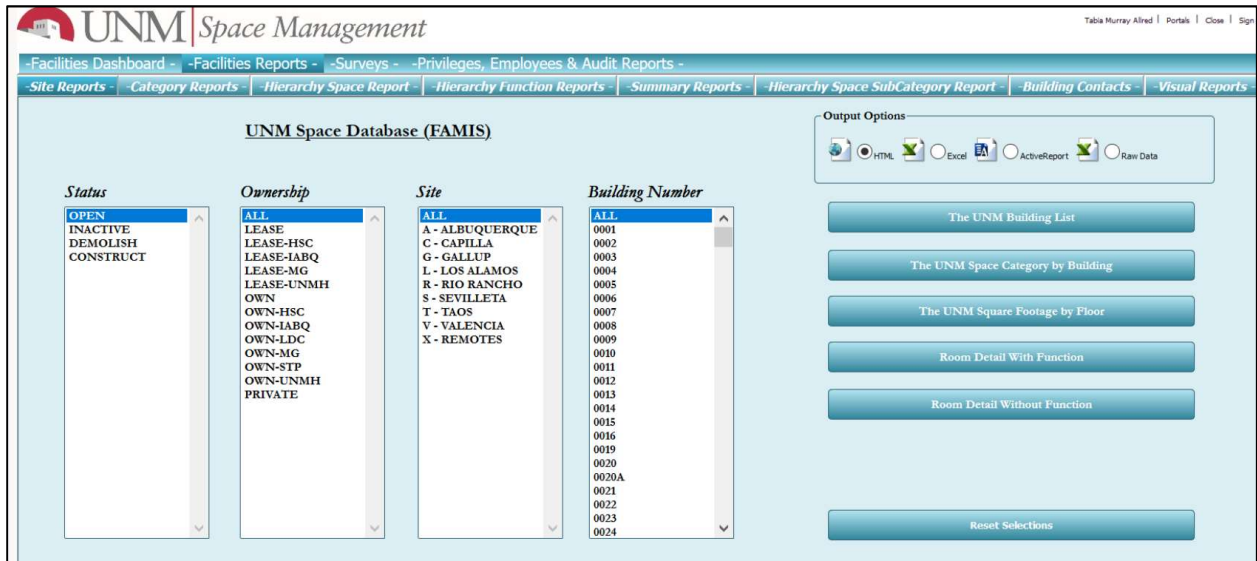 UNM Space Management
Tabia Murray Allred | Portals | Close | Sign
-Facilities Dashboard - -Facilities Reports - -Surveys - -Privileges, Employees & Audit Reports -
-Site Reports - -Category Reports - -Hierarchy Space Report - -Hierarchy Function Reports - -Summary Reports - -Hierarchy Space SubCategory Report - -Building Contacts - -Visual Reports -
UNM Space Database (FAMIS)
Output Options
HTML Excel ActiveReport Raw Data
Status
OPEN
INACTIVE
DEMOLISH
CONSTRUCT
Ownership
ALL
LEASE
LEASE-HSC
LEASE-IABQ
LEASE-MG
LEASE-UNMH
OWN
OWN-HSC
OWN-IABQ
OWN-LDC
OWN-MG
OWN-STP
OWN-UNMH
PRIVATE
Site
ALL
A - ALBUQUERQUE
C - CAPILLA
G - GALLUP
L - LOS ALAMOS
R - RIO RANCHO
S - SEVILLETA
T - TAOS
V - VALENCIA
X - REMOTES
Building Number
ALL
0001
0002
0003
0004
0005
0006
0007
0008
0009
0010
0011
0012
0013
0014
0015
0016
0019
0020
0020A
0021
0022
0023
0024
The UNM Building List
The UNM Space Category by Building
The UNM Square Footage by Floor
Room Detail With Function
Room Detail Without Function
Reset Selections